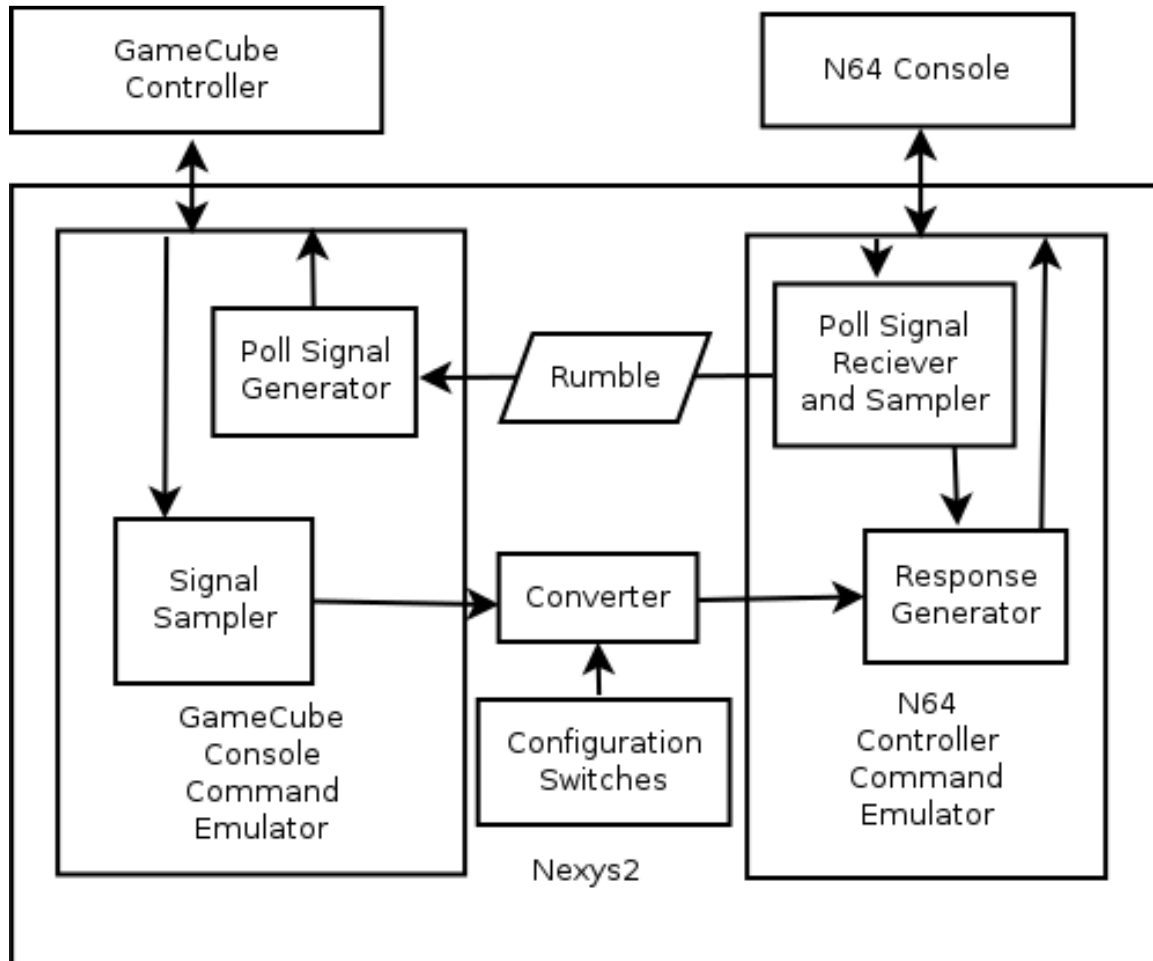 GameCube
Controller
N64 Console
Poll Signal
Generator
Rumble
Poll Signal
Reciever
and Sampler
Signal
Sampler
Converter
Response
Generator
GameCube
Console
Command
Emulator
Configuration
Switches
N64
Controller
Command
Emulator
Nexys2